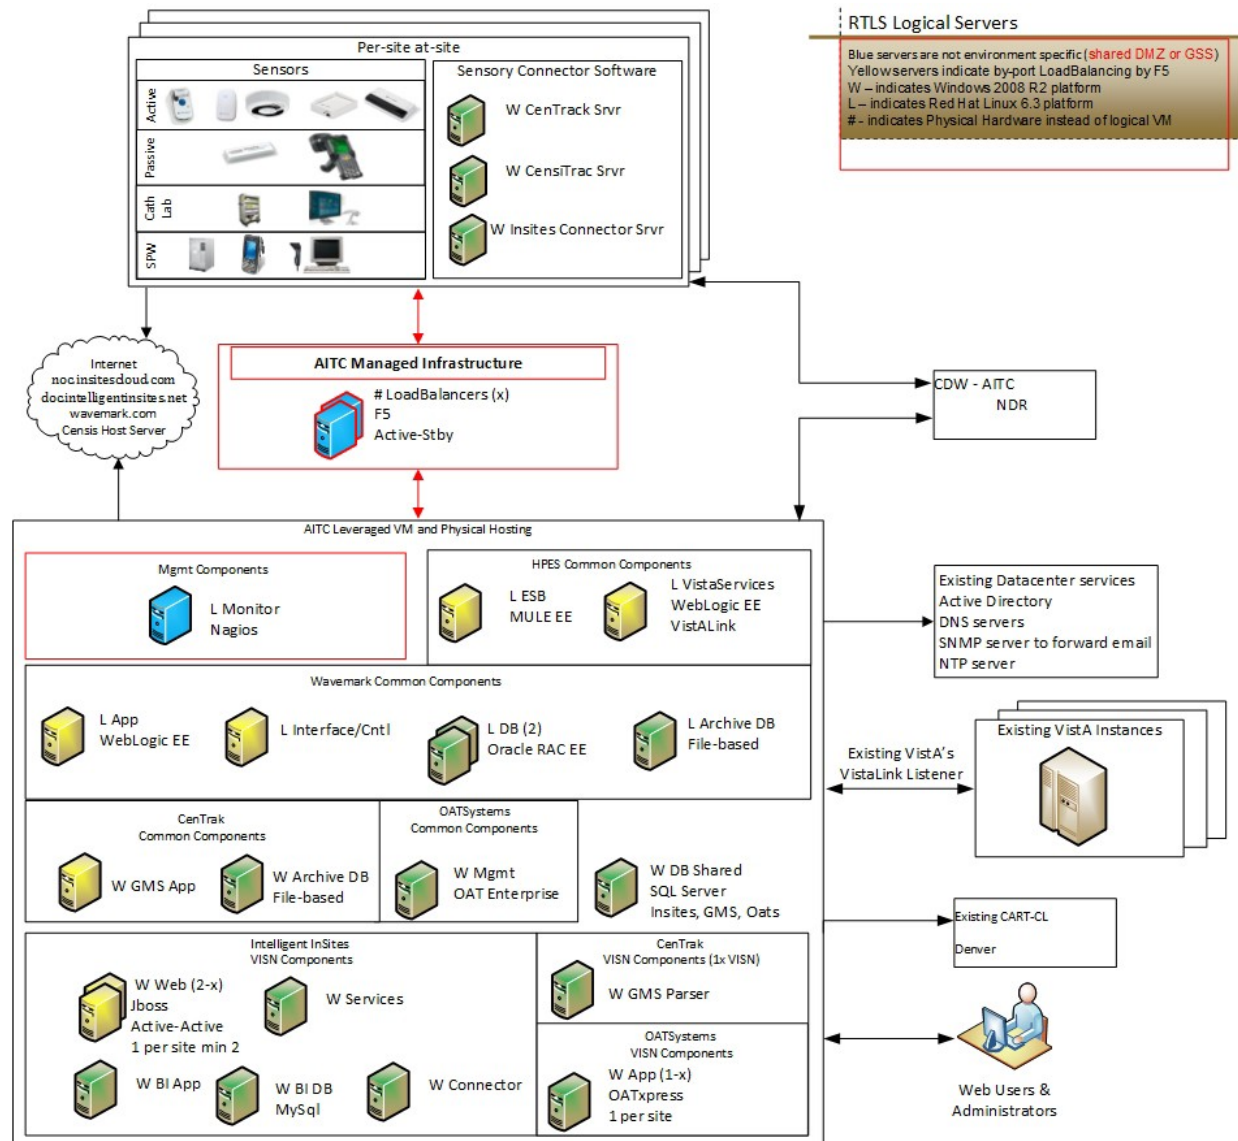 RTLS Logical Servers
Blue servers are not environment specific (shared DMZ or GSS)
Yellow servers indicate by-port LoadBalancing by F5
W – indicates Windows 2008 R2 platform
L – indicates Red Hat Linux 6.3 platform
# - indicates Physical Hardware instead of logical VM
Per-site at-site
Sensors
Active
Passive
Cath
Lab
SPW
Sensory Connector Software
W CenTrack Srvr
W CensiTrac Srvr
W Insites Connector Srvr
Internet
noc.insitescloud.com
docintelligentinsites.net
wavemark.com
Censis Host Server
AITC Managed Infrastructure
# LoadBalancers (x)
F5
Active-Stby
CDW - AITC
NDR
AITC Leveraged VM and Physical Hosting
Mgmt Components
L Monitor
Nagios
HPES Common Components
L ESB
MULE EE
L VistaServices
WebLogic EE
VistALink
Existing Datacenter services
Active Directory
DNS servers
SNMP server to forward email
NTP server
Wavemark Common Components
L App
WebLogic EE
L Interface/Cntl
L DB (2)
Oracle RAC EE
L Archive DB
File-based
Existing VistA's
VistaLink Listener
Existing VistA Instances
CenTrak
Common Components
W GMS App
W Archive DB
File-based
OATSystems
Common Components
W Mgmt
OAT Enterprise
W DB Shared
SQL Server
Insites, GMS, Oats
Existing CART-CL
Denver
Intelligent InSites
VISN Components
W Web (2-x)
Jboss
Active-Active
1 per site min 2
W Services
W BI App
W BI DB
MySql
W Connector
CenTrak
VISN Components (1x VISN)
W GMS Parser
OATSystems
VISN Components
W App (1-x)
OATxpress
1 per site
Web Users &
Administrators